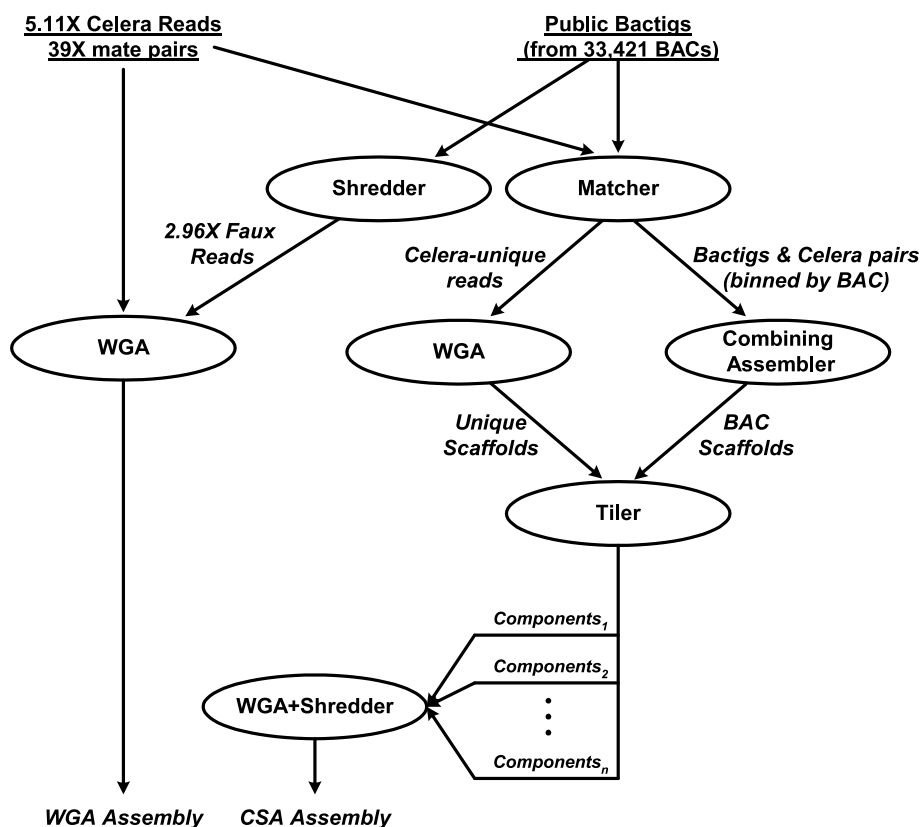 5.11X Celera Reads
39X mate pairs
Public Bactigs
(from 33,421 BACs)
Shredder
Matcher
2.96X Faux
Reads
Celera-unique
reads
Bactigs & Celera pairs
(binned by BAC)
WGA
WGA
Combining
Assembler
Unique
Scaffolds
BAC
Scaffolds
Tiler
Components1
Components2
WGA+Shredder
Componentsn
WGA Assembly
CSA Assembly